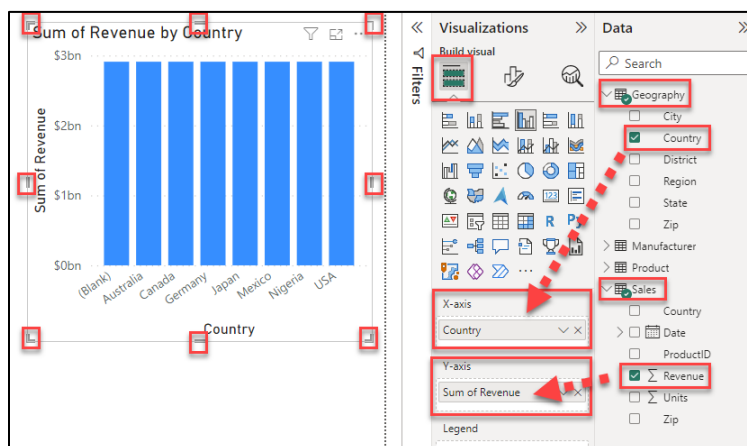 Sum of Revenue by Country
$3bn
$2bn
$1bn
$0bn
Sum of Revenue
(Blank)
Australia
Canada
Germany
Japan
Mexico
Nigeria
USA
Country
Filters
Visualizations
Build visual
123
R Py
X-axis
Country
Y-axis
Sum of Revenue
Legend
Data
Search
Geography
City
Country
District
Region
State
Zip
Manufacturer
Product
Sales
Country
Date
ProductID
Σ Revenue
Σ Units
Zip